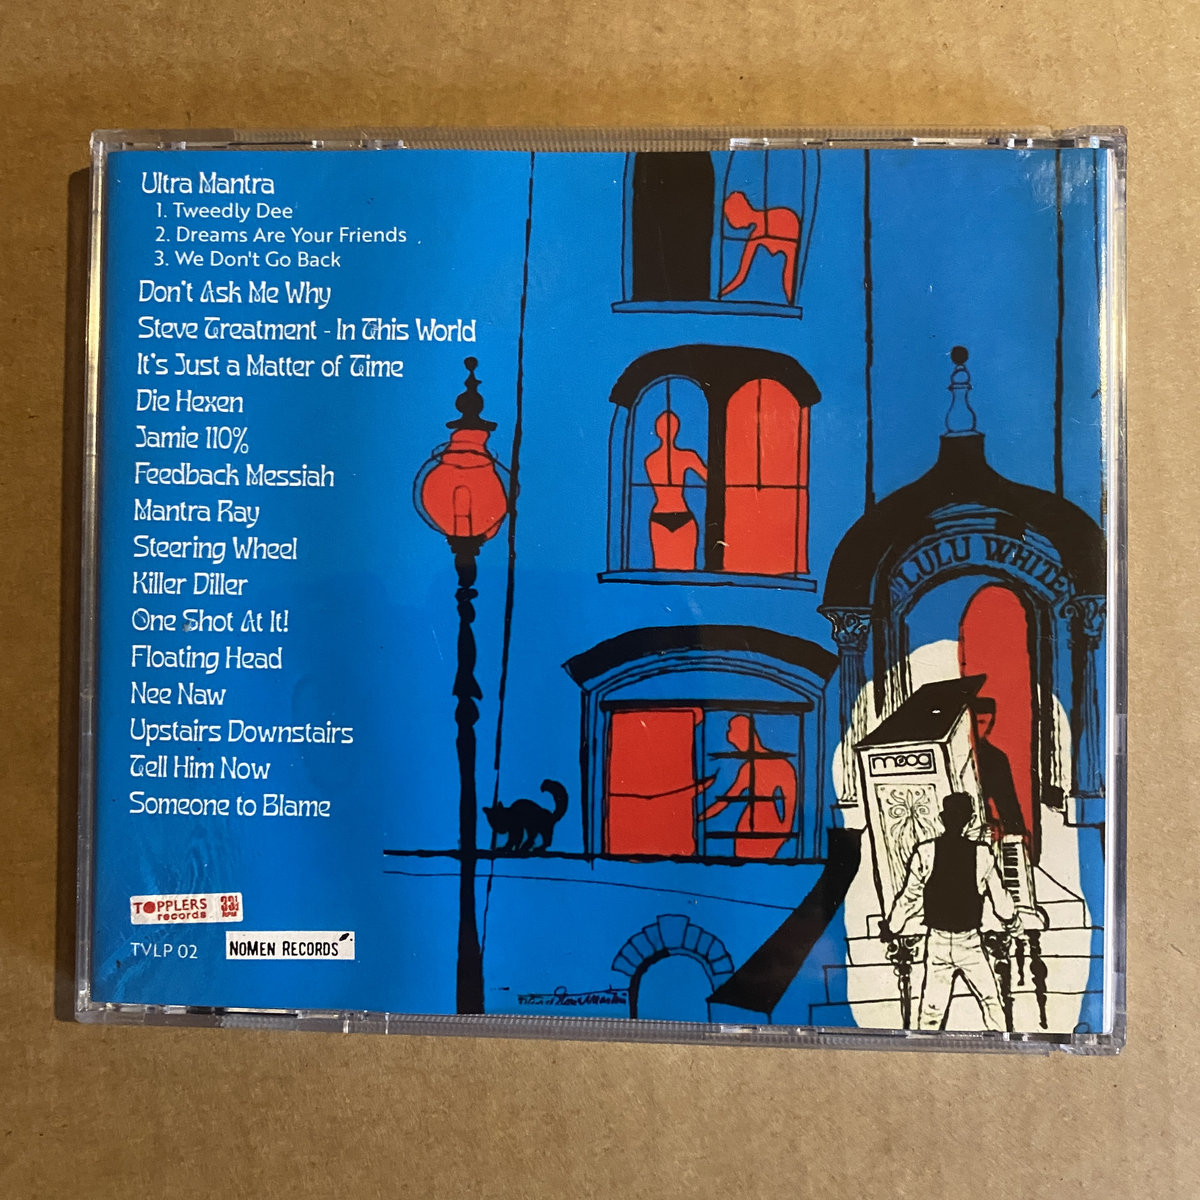 Ultra Mantra
1. Tweedly Dee
2. Dreams Are Your Friends
3. We Don't Go Back
Don't Ask Me Why
Steve Treatment - In This World
It's Just a Matter of Time
Die Hexen
Jamie 110%
Feedback Messiah
Mantra Ray
Steering Wheel
Killer Diller
One Shot At It!
Floating Head
Nee Naw
Upstairs Downstairs
Tell Him Now
Someone to Blame
TOPPLERS
records
33⅓
RPM
TVLP 02
NOMEN RECORDS
LULU WHITE
moog